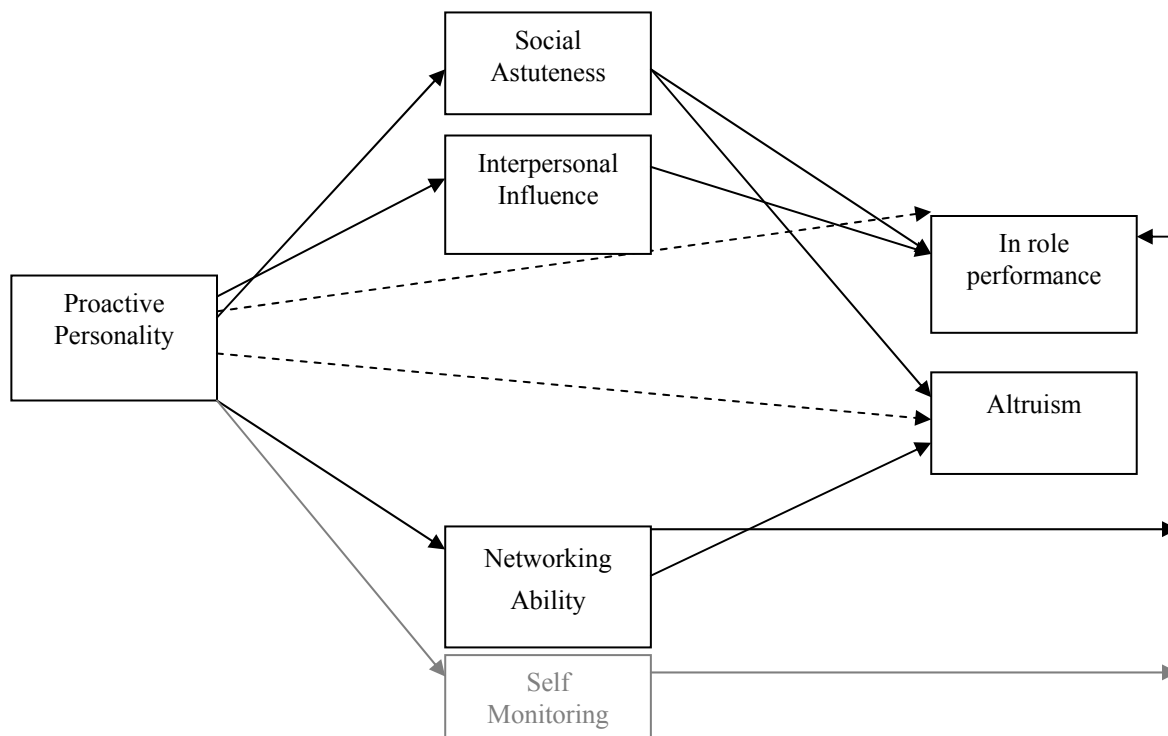 Social
Astuteness
Interpersonal
Influence
In role
performance
Proactive
Personality
Altruism
Networking
Ability
Self
Monitoring